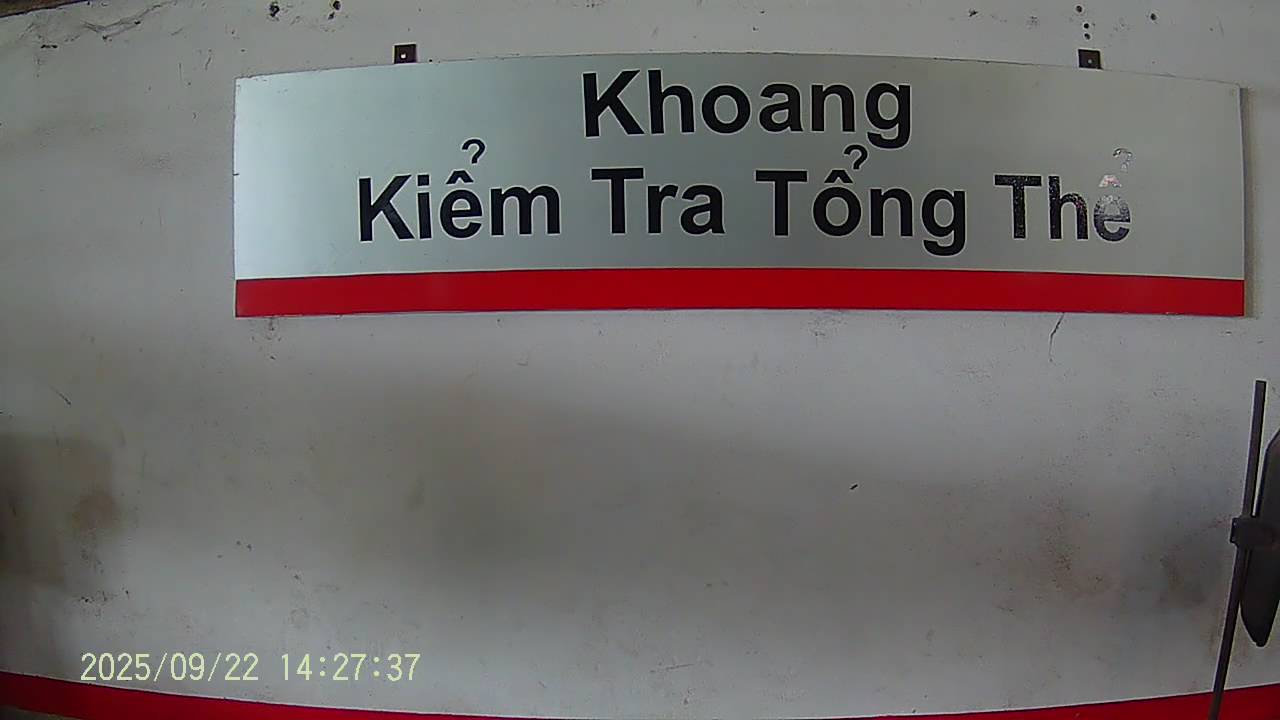 Khoang
Kiểm Tra Tổng Thể
2025/09/22 14:27:37